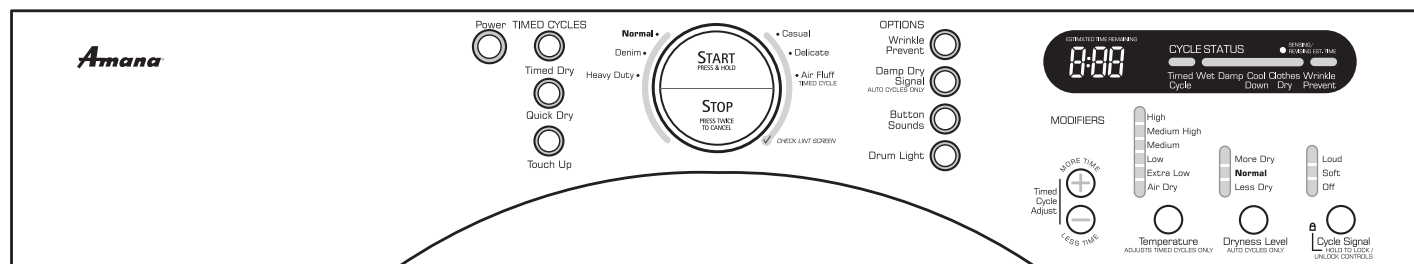 Amana
Power
TIMED CYCLES
Timed Dry
Quick Dry
Touch Up
Normal
Denim
Heavy Duty
START
PRESS & HOLD
STOP
PRESS TWICE
TO CANCEL
Casual
Delicate
Air Fluff
TIMED CYCLE
CHECK LINT SCREEN
OPTIONS
Wrinkle
Prevent
Damp Dry
Signal
AUTO CYCLES ONLY
Button
Sounds
Drum Light
ESTIMATED TIME REMAINING
8:88
CYCLE STATUS
SENSING/
REVISING EST. TIME
Timed
Cycle
Wet
Damp
Cool
Down
Clothes
Dry
Wrinkle
Prevent
MODIFIERS
MORE TIME
Timed
Cycle
Adjust
LESS TIME
High
Medium High
Medium
Low
Extra Low
Air Dry
Temperature
ADJUSTS TIMED CYCLES ONLY
More Dry
Normal
Less Dry
Dryness Level
AUTO CYCLES ONLY
Loud
Soft
Off
Cycle Signal
HOLD TO LOCK /
UNLOCK CONTROLS